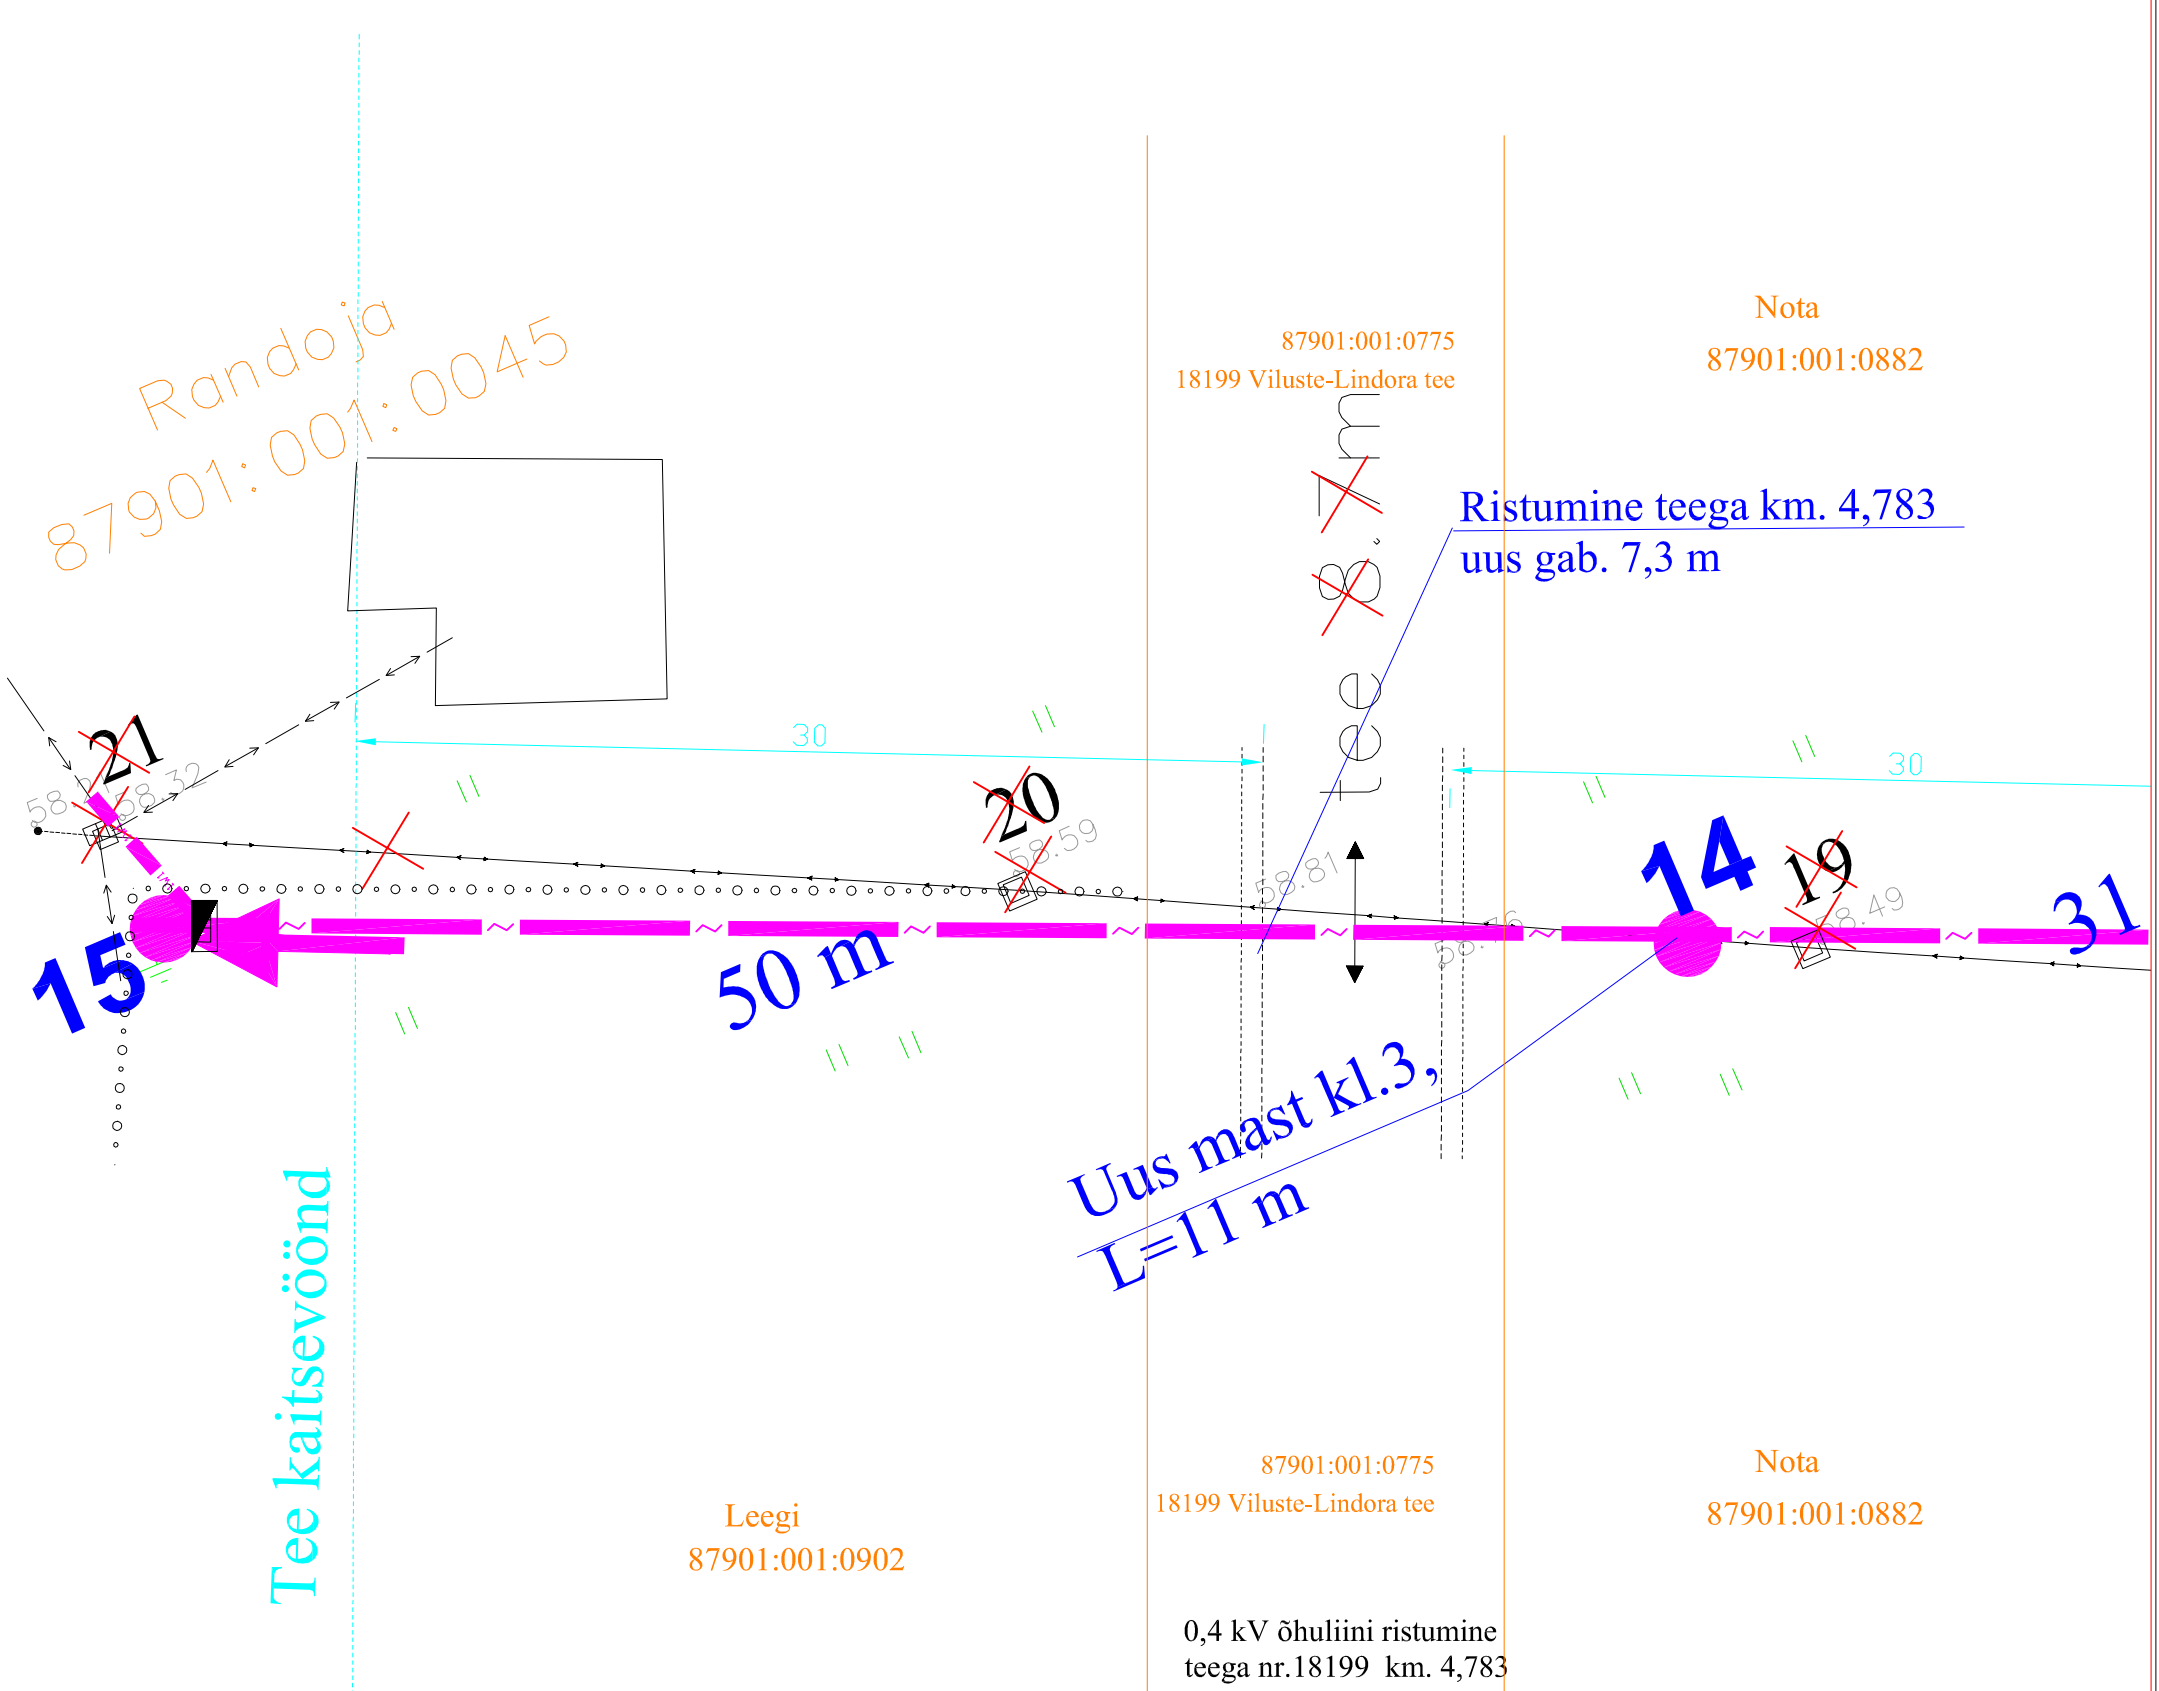 Randoja
87901:001:0045
87901:001:0775
18199 Viluste-Lindora tee
Nota
87901:001:0882
tee 8.7 m
Ristumine teega km. 4,783
uus gab. 7,3 m
30
30
21
58.32
20
58.59
58.81
14
19
58.49
31
15
50 m
Uus mast kl.3,
L=11 m
Tee kaitsevöönd
Leegi
87901:001:0902
87901:001:0775
18199 Viluste-Lindora tee
Nota
87901:001:0882
0,4 kV õhuliini ristumine
teega nr.18199 km. 4,783